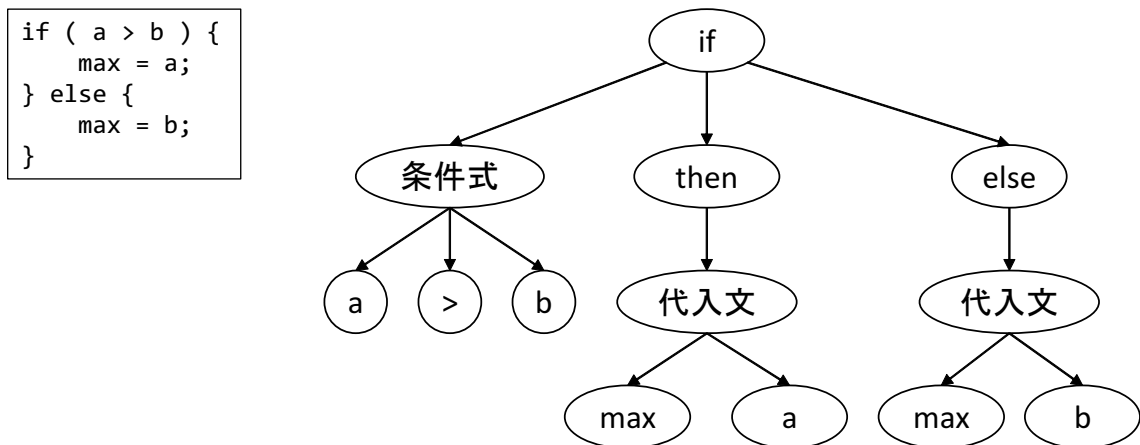 if ( a > b ) {
    max = a;
} else {
    max = b;
}
if
条件式
then
else
a
>
b
代入文
代入文
max
a
max
b